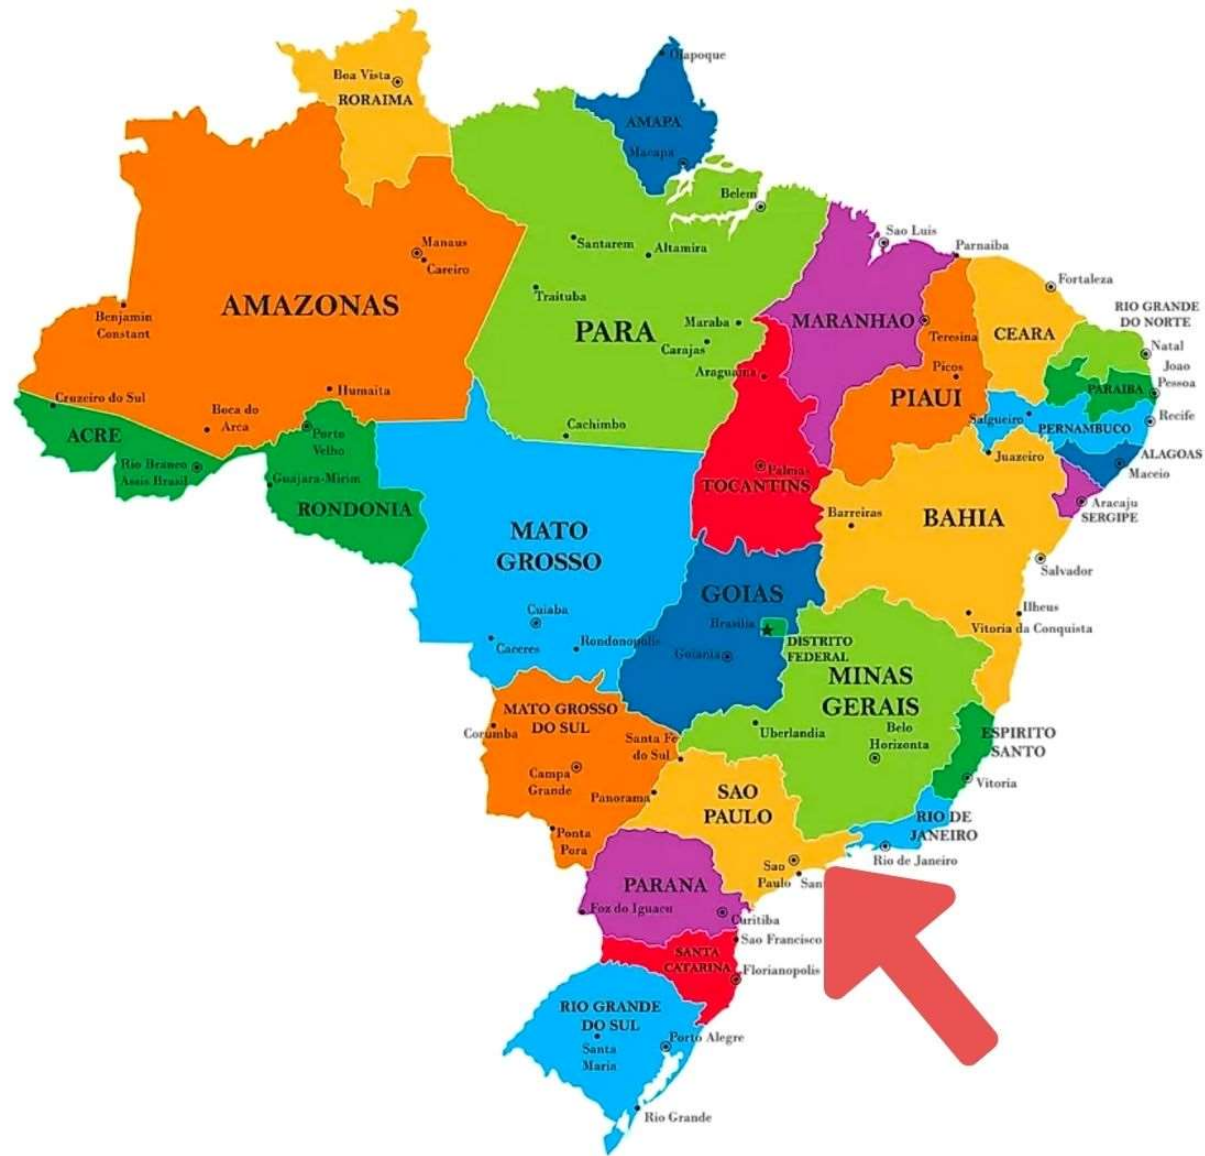 Oiapoque
Boa Vista
RORAIMA
AMAPA
Macapa
Belem
Sao Luis
Parnaiba
Manaus
Careiro
Santarem
Altamira
Fortaleza
AMAZONAS
Benjamin
Constant
Traituba
PARA
Maraba
Carajas
Araguaina
MARANHAO
Teresina
Picos
PIAUI
CEARA
RIO GRANDE
DO NORTE
Natal
Joao
Pessoa
PARAIBA
Recife
Salgueiro
PERNAMBUCO
ALAGOAS
Maceio
Juazeiro
Aracaju
SERGIPE
Cruzeiro do Sul
Humaita
Boca do
Arca
ACRE
Rio Branco
Assis Brasil
Porto
Velho
Guajara-Mirim
RONDONIA
Cachimbo
Palmas
TOCANTINS
Barreiras
BAHIA
Salvador
MATO
GROSSO
Cuiaba
Caceres
Rondonopolis
GOIAS
Brasilia
Goiania
DISTRITO
FEDERAL
Ilheus
Vitoria da Conquista
MINAS
GERAIS
Belo
Horizonta
Uberlandia
ESPIRITO
SANTO
Vitoria
MATO GROSSO
DO SUL
Corumba
Campa
Grande
Santa Fe
do Sul
Panorama
Ponta
Pora
SAO
PAULO
Sao
Paulo
San
RIO DE
JANEIRO
Rio de Janeiro
PARANA
Foz do Iguacu
Curitiba
Sao Francisco
SANTA
CATARINA
Florianopolis
RIO GRANDE
DO SUL
Santa
Maria
Porto Alegre
Rio Grande